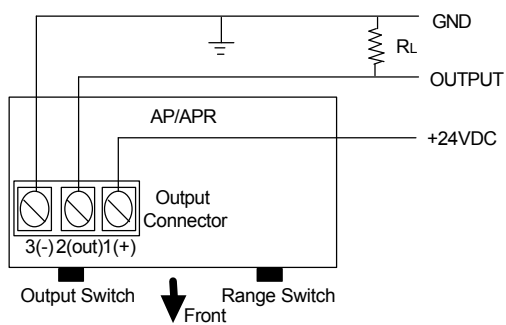 GND
RL
OUTPUT
AP/APR
+24VDC
Output
Connector
3(-) 2(out) 1(+)
Output Switch
Range Switch
Front